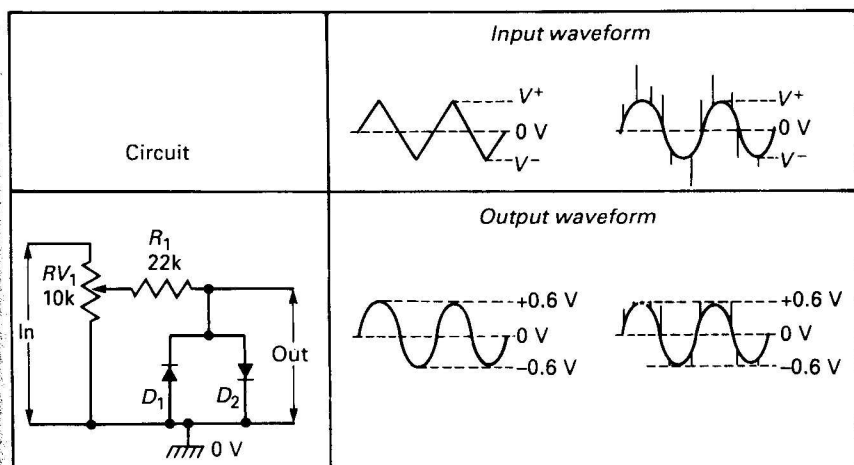 Input waveform
V+
0 V
V−
V+
0 V
V−
Circuit
Output waveform
R1
22k
RV1
10k
In
Out
D1
D2
0 V
+0.6 V
0 V
−0.6 V
+0.6 V
0 V
−0.6 V